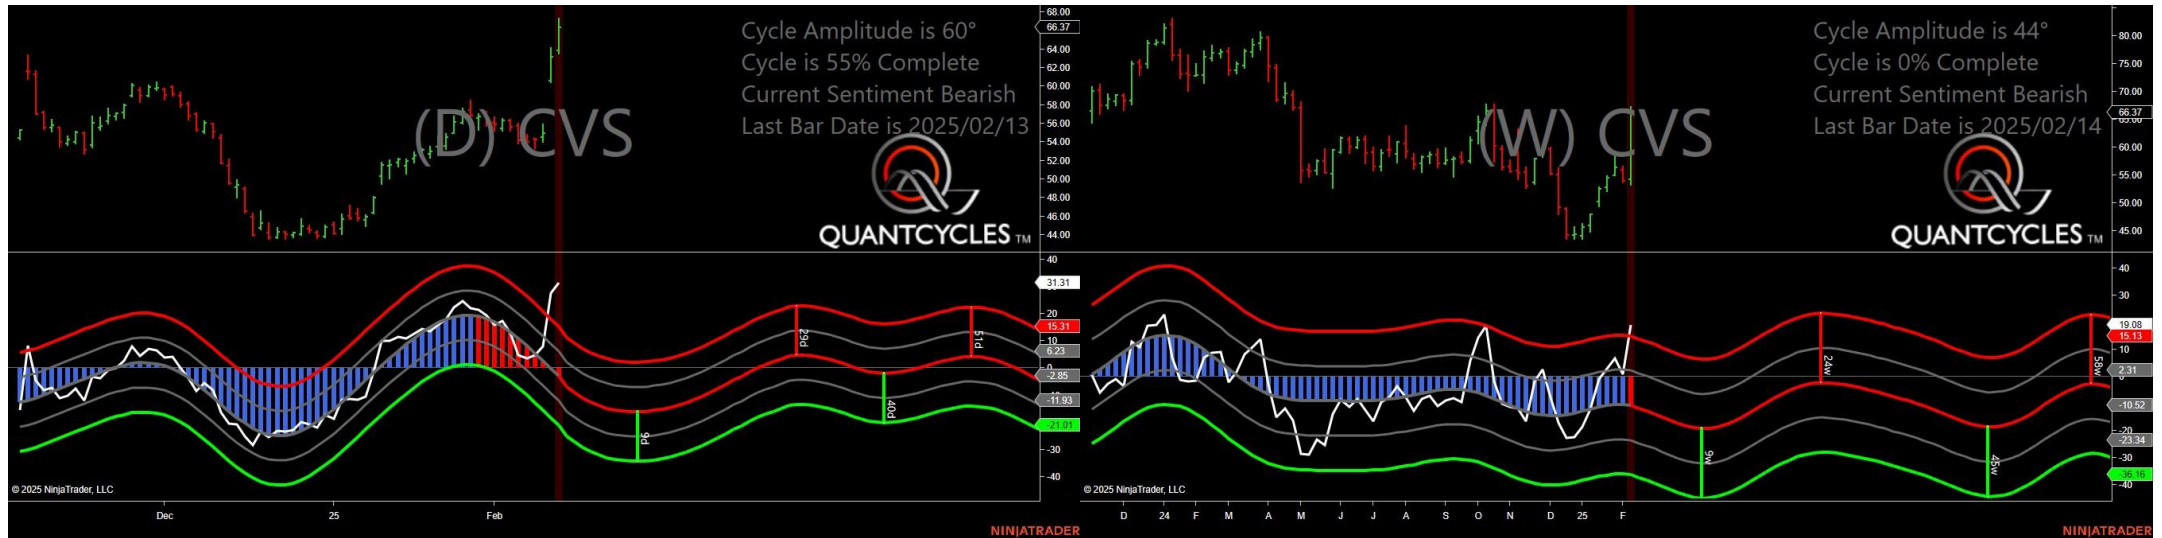 Cycle Amplitude is 60°
Cycle is 55% Complete
Current Sentiment Bearish
Last Bar Date is 2025/02/13
(D) CVS
QUANTCYCLES TM
68.00
66.37
64.00
62.00
60.00
58.00
56.00
54.00
52.00
50.00
48.00
46.00
44.00
40
31.31
20
15.31
10
6.23
0
-2.85
-11.93
-21.01
-30
-40
9d
29d
40d
51d
© 2025 NinjaTrader, LLC
Dec
25
Feb
NINJATRADER
Cycle Amplitude is 44°
Cycle is 0% Complete
Current Sentiment Bearish
Last Bar Date is 2025/02/14
(W) CVS
QUANTCYCLES TM
80.00
75.00
70.00
66.37
65.00
60.00
55.00
50.00
45.00
40
30
19.08
15.13
10
2.31
-10.52
-20
-23.34
-30
-36.16
-40
9w
24w
45w
58w
© 2025 NinjaTrader, LLC
D 24 F M A M J J A S O N D 25 F
NINJATRADER